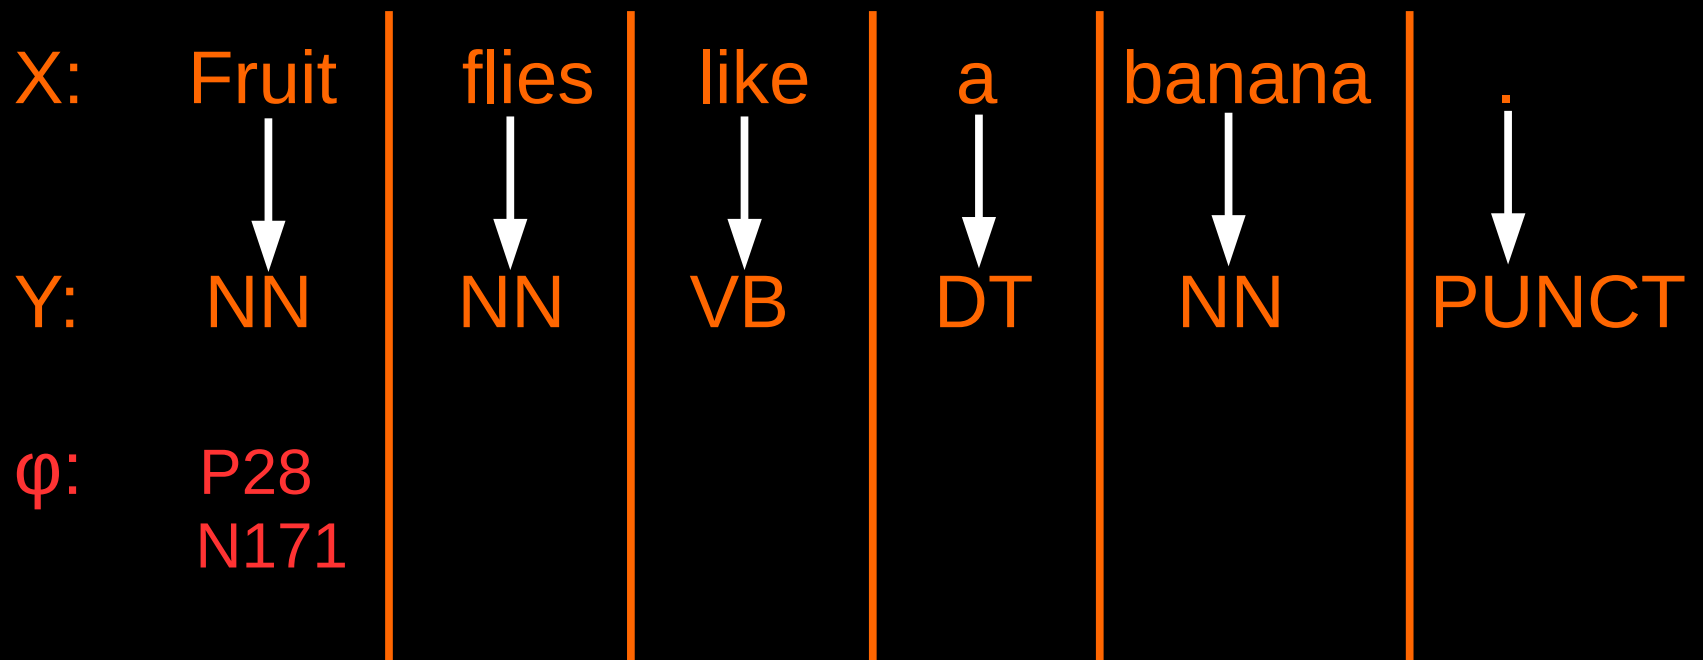 X: Fruit flies like a banana .
Y: NN NN VB DT NN PUNCT
φ: P28
N171